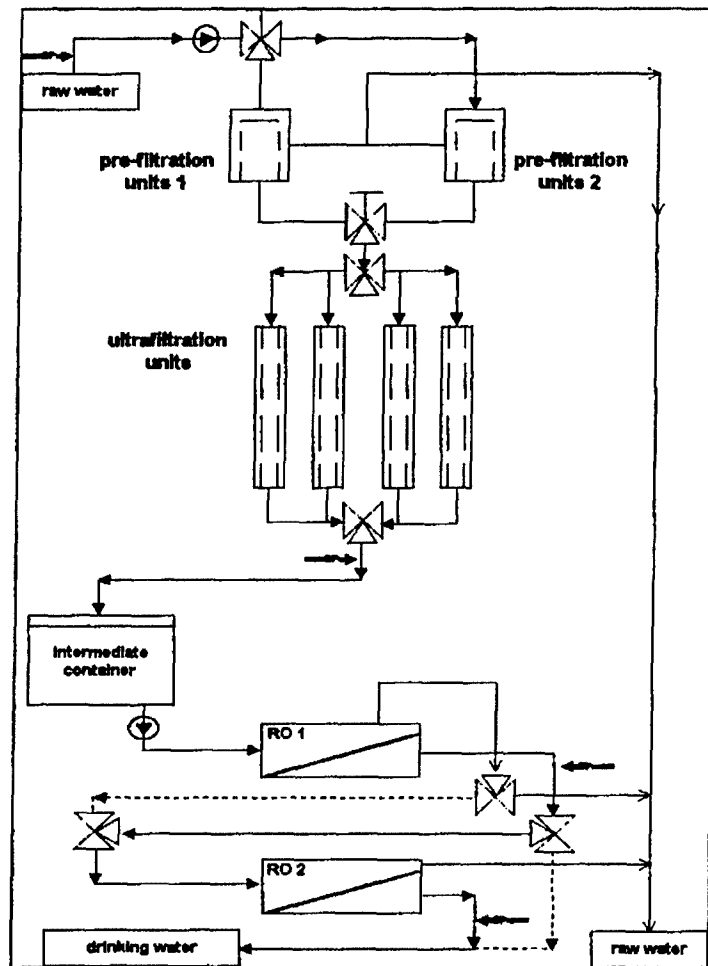 raw water
pre-filtration
units 1
pre-filtration
units 2
ultrafiltration
units
Intermediate
container
RO 1
RO 2
drinking water
raw water